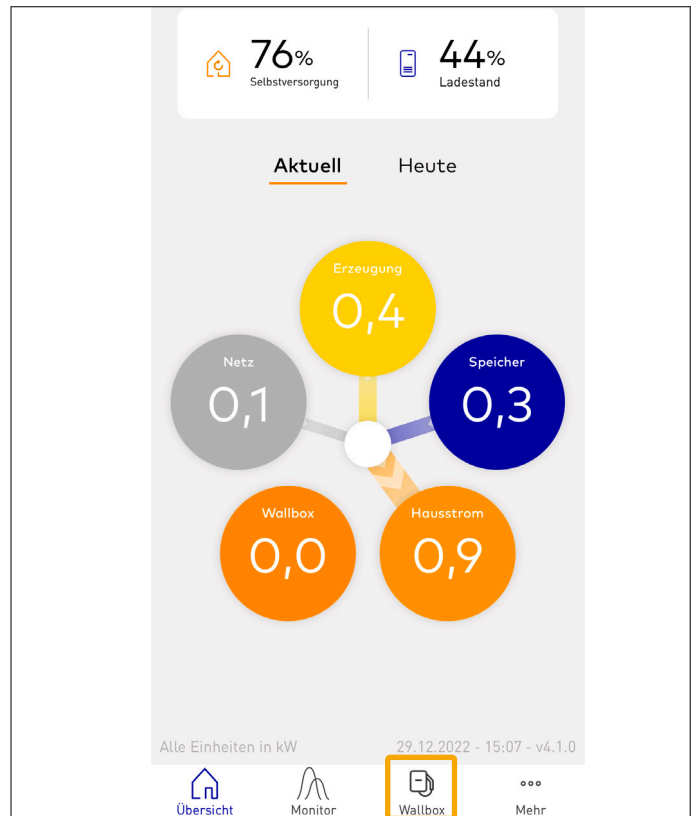 76%
Selbstversorgung
44%
Ladestand
Aktuell Heute
Erzeugung
0,4
Netz
0,1
Speicher
0,3
Wallbox
0,0
Hausstrom
0,9
Alle Einheiten in kW 29.12.2022 - 15:07 - v4.1.0
Übersicht Monitor Wallbox Mehr